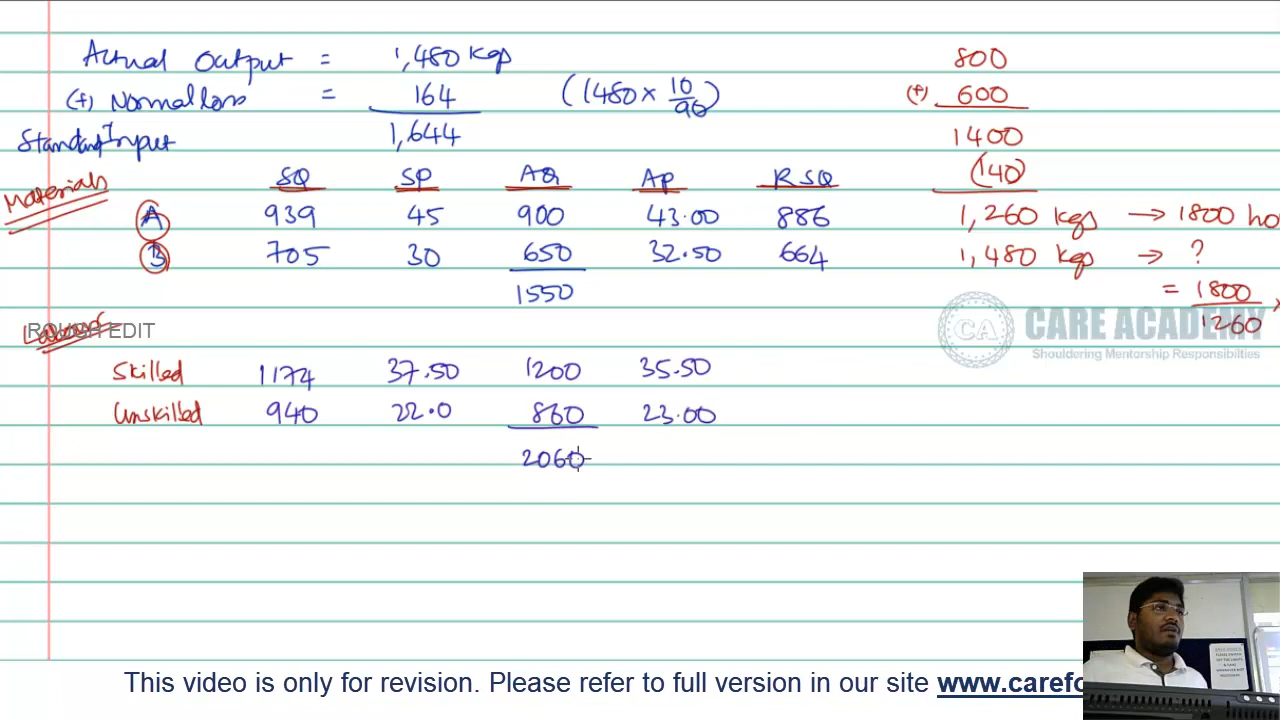 Actual Output = 1,480 Kgs
(+) Normal loss = 164 (1480 × 10/90)
Standard Input 1,644
800
(+) 600
1400
(140)
1,260 kgs → 1800 ho
1,480 kgs → ?
= 1800/1260 ×
SQ SP AQ AP RSQ
Materials
A 939 45 900 43.00 886
B 705 30 650 32.50 664
1550
CARE ACADEMY
Shouldering Mentorship Responsibilties
CA
ROUGH EDIT
Labour
Skilled 1174 37.50 1200 35.50
Unskilled 940 22.0 860 23.00
2060
This video is only for revision. Please refer to full version in our site www.carefo